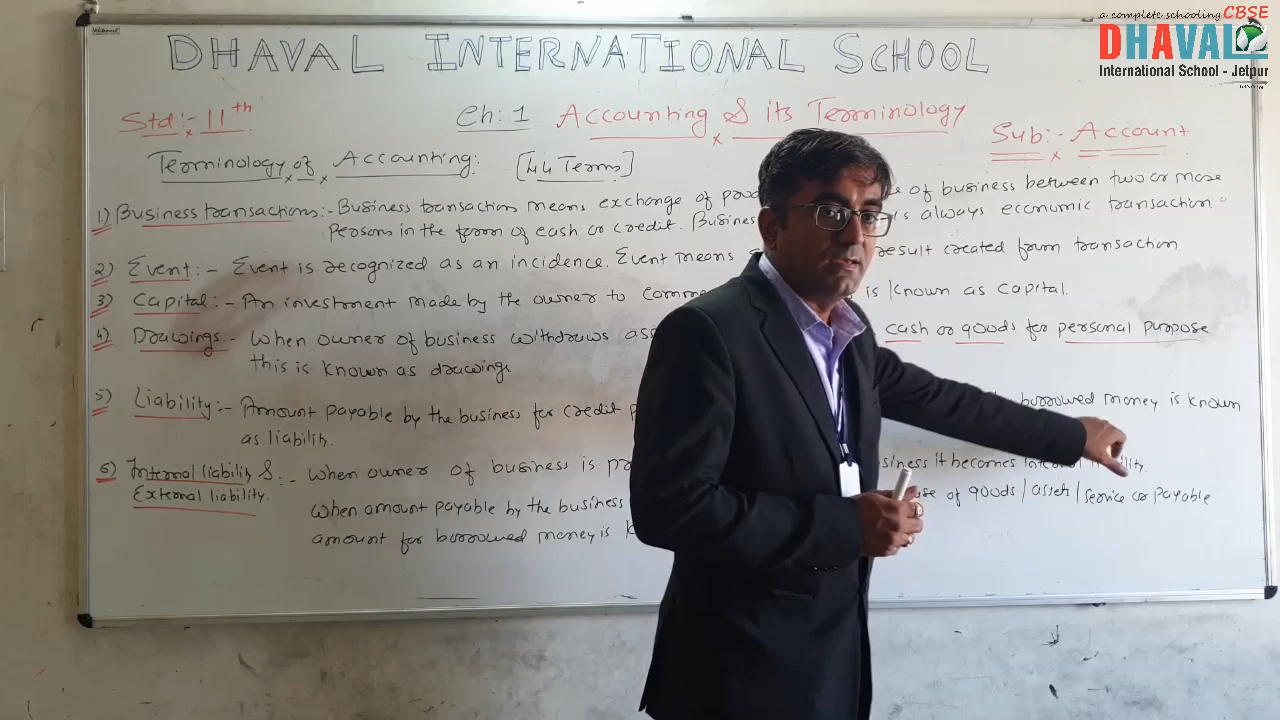 a complete schooling CBSE
DHAVAL
International School - Jetpur
DHAVAL INTERNATIONAL SCHOOL
Std:- 11th
Ch: 1 Accounting & its Terminology
Sub:- Account
Terminology of Accounting: [44 Terms]
1) Business transactions:- Business transaction means exchange of of business between two or more
persons in the form of cash or credit. Business is always economic transaction.
2) Event:- Event is recognized as an incidence. Event means result created from transaction
3) Capital:- An investment made by the owner to is known as capital.
4) Drawings:- When owner of business withdraws cash or goods for personal purpose
this is known as drawings
5) Liability:- Amount payable by the business for credit borrowed money is known
as liability.
6) Internal liability & :- When owner of business is it becomes
External liability. When amount payable by the business of goods/assets/service or payable
amount for borrowed money is